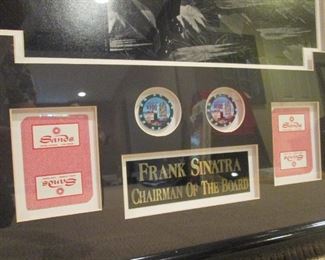 Sands
Sands
FRANK SINATRA
CHAIRMAN OF THE BOARD
Sands
Sands